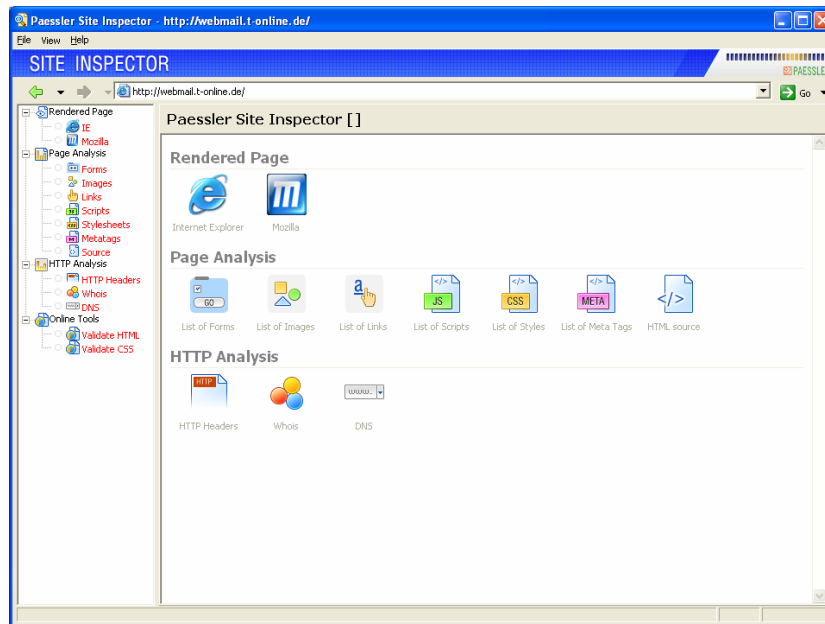 Paessler Site Inspector - http://webmail.t-online.de/
File View Help
SITE INSPECTOR
PAESSLE
http://webmail.t-online.de/
Go
Rendered Page
IE
Mozilla
Page Analysis
Forms
Images
Links
Scripts
Stylesheets
Metatags
Source
HTTP Analysis
HTTP Headers
Whois
DNS
Online Tools
Validate HTML
Validate CSS
Paessler Site Inspector [ ]
Rendered Page
Internet Explorer Mozilla
Page Analysis
GO a JS CSS META
List of Forms List of Images List of Links List of Scripts List of Styles List of Meta Tags HTML source
HTTP Analysis
HTTP www.
HTTP Headers Whois DNS